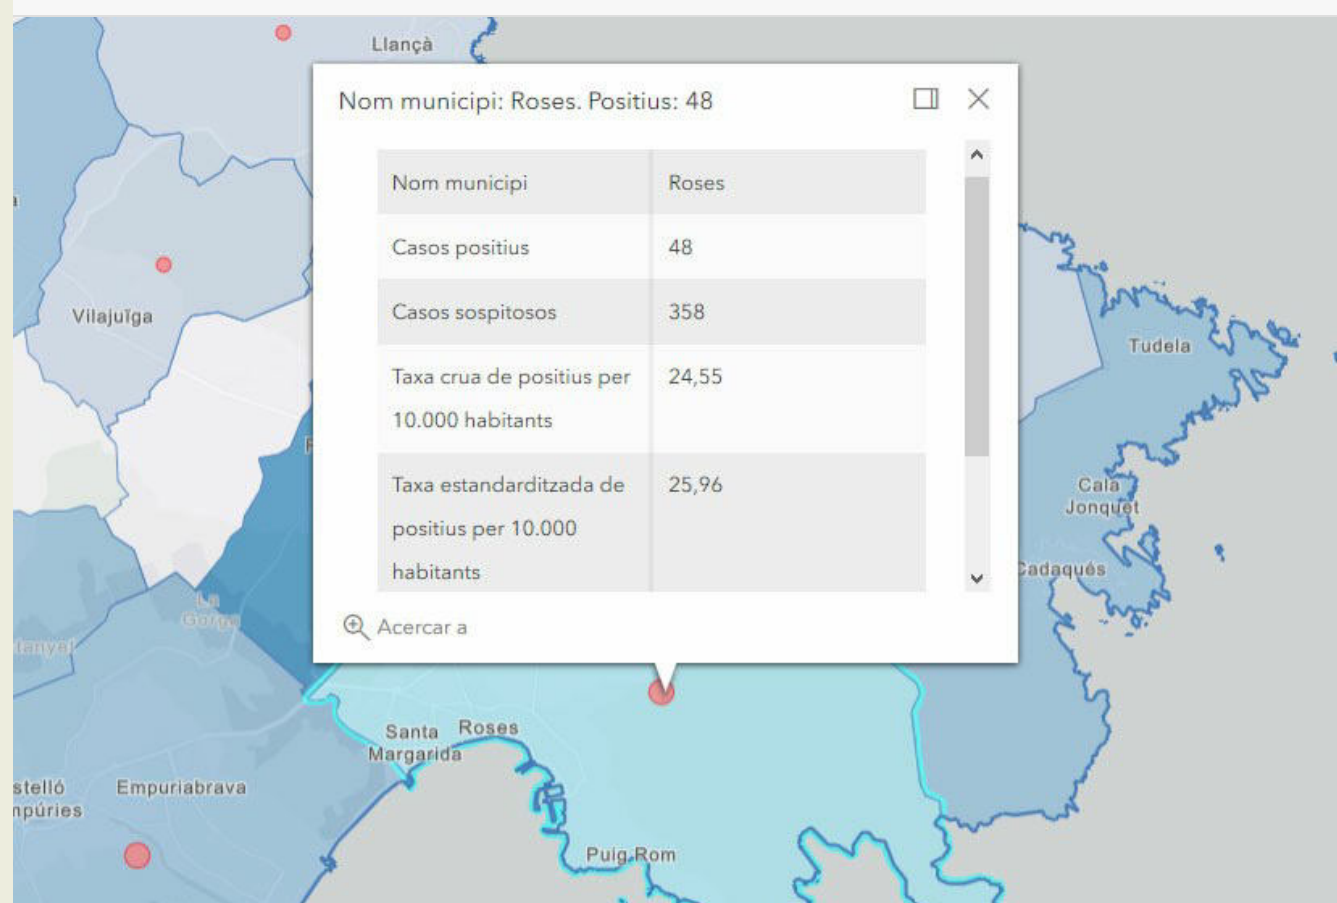 Llançà
Nom municipi: Roses. Positius: 48
Nom municipi Roses
Casos positius 48
Casos sospitosos 358
Taxa crua de positius per 24,55
10.000 habitants
Taxa estandarditzada de 25,96
positius per 10.000
habitants
Acercar a
Vilajuïga
Tudela
Cala
Jonquet
Cadaqués
La
Gorga
Santa
Margarida
Roses
Empuriabrava
Puig Rom